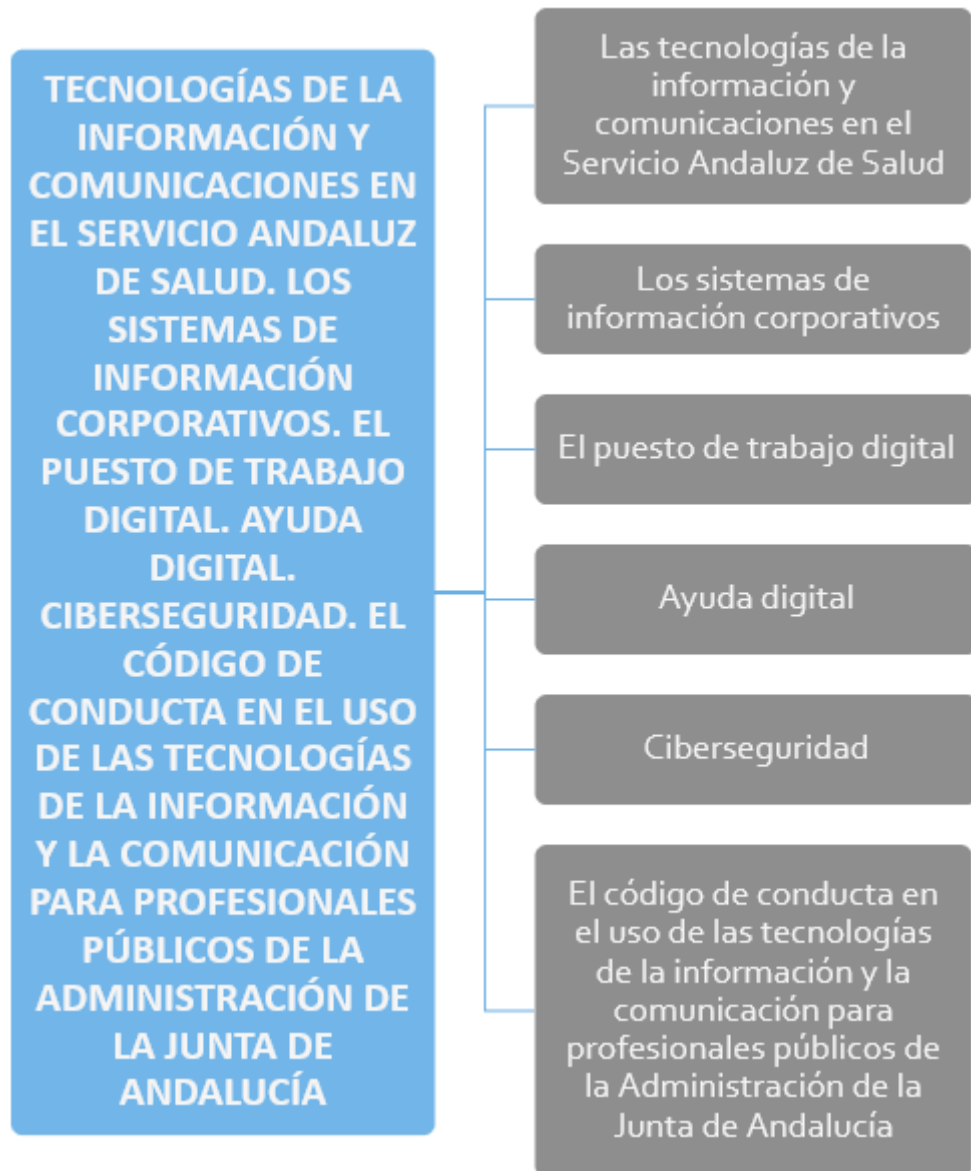 TECNOLOGÍAS DE LA
INFORMACIÓN Y
COMUNICACIONES EN
EL SERVICIO ANDALUZ
DE SALUD. LOS
SISTEMAS DE
INFORMACIÓN
CORPORATIVOS. EL
PUESTO DE TRABAJO
DIGITAL. AYUDA
DIGITAL.
CIBERSEGURIDAD. EL
CÓDIGO DE
CONDUCTA EN EL USO
DE LAS TECNOLOGÍAS
DE LA INFORMACIÓN
Y LA COMUNICACIÓN
PARA PROFESIONALES
PÚBLICOS DE LA
ADMINISTRACIÓN DE
LA JUNTA DE
ANDALUCÍA
Las tecnologías de la
información y
comunicaciones en el
Servicio Andaluz de Salud
Los sistemas de
información corporativos
El puesto de trabajo digital
Ayuda digital
Ciberseguridad
El código de conducta en
el uso de las tecnologías
de la información y la
comunicación para
profesionales públicos de
la Administración de la
Junta de Andalucía